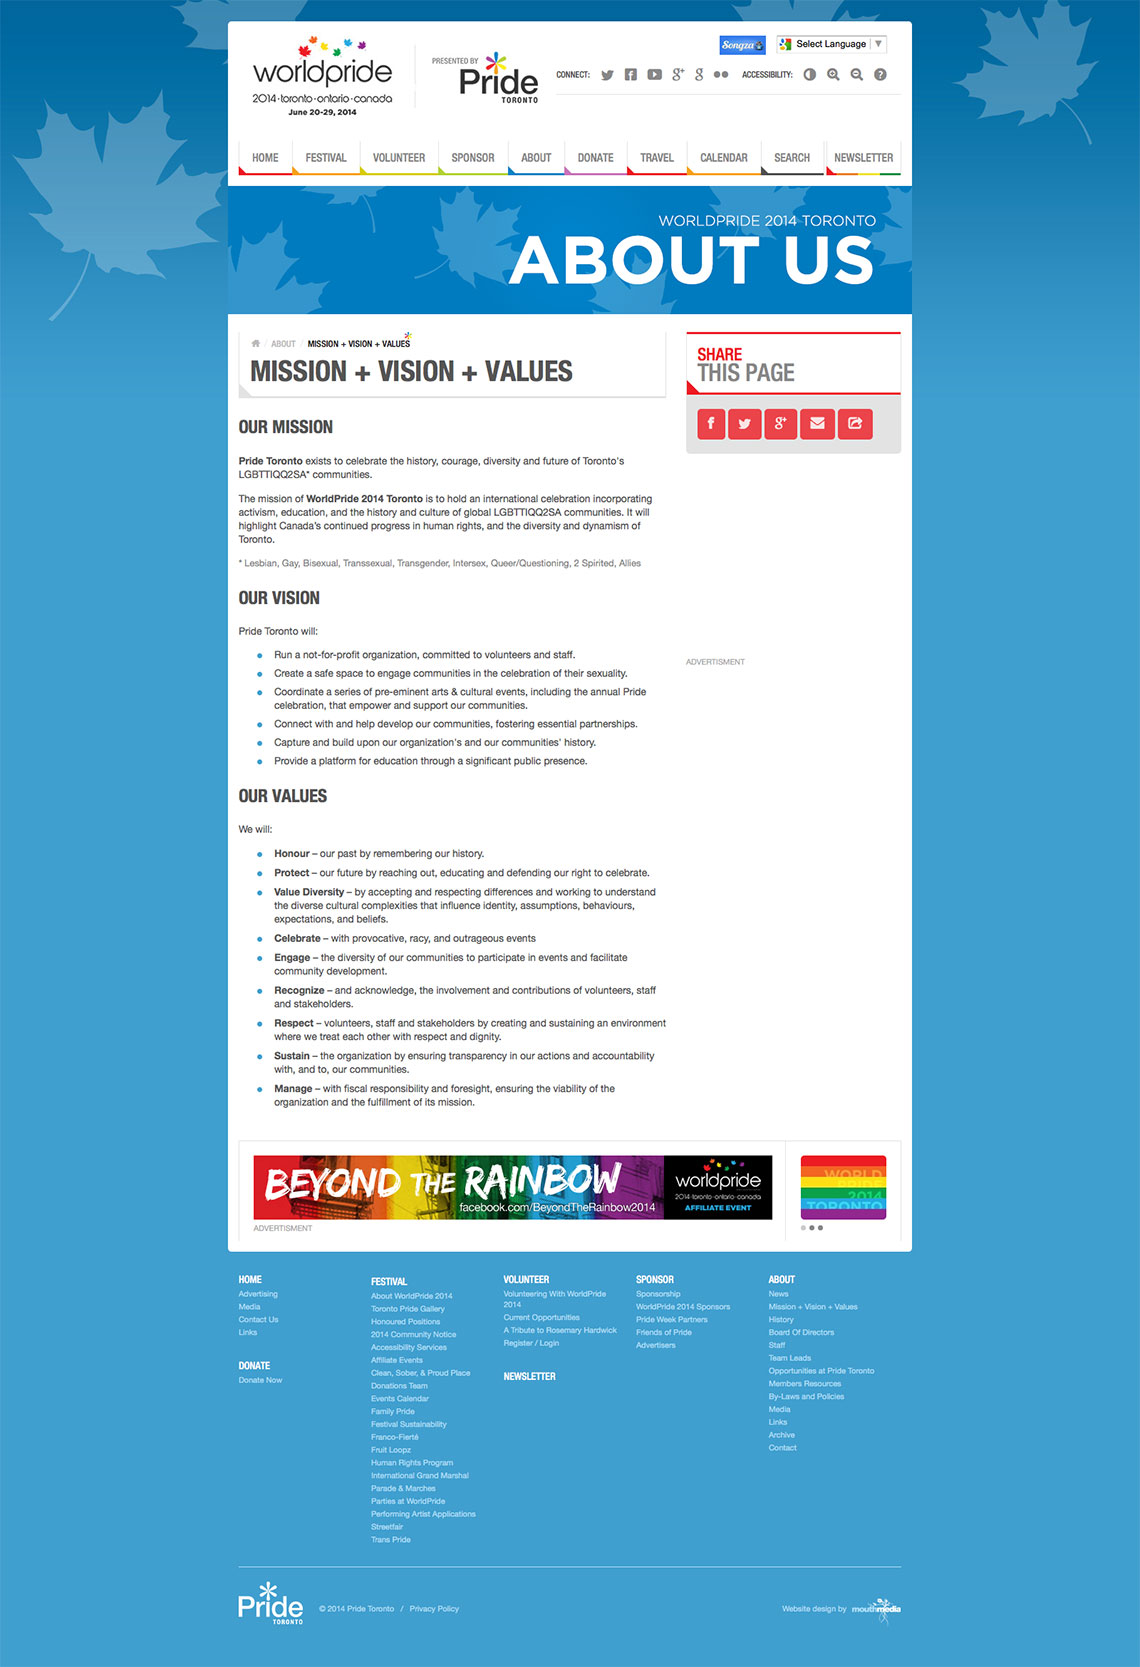 worldpride
2014 · toronto · ontario · canada
June 20-29, 2014
PRESENTED BY
Pride
TORONTO
Songza
Select Language
CONNECT:
ACCESSIBILITY:
HOME
FESTIVAL
VOLUNTEER
SPONSOR
ABOUT
DONATE
TRAVEL
CALENDAR
SEARCH
NEWSLETTER
WORLDPRIDE 2014 TORONTO
ABOUT US
/ ABOUT / MISSION + VISION + VALUES
MISSION + VISION + VALUES
SHARE
THIS PAGE
OUR MISSION
Pride Toronto exists to celebrate the history, courage, diversity and future of Toronto's
LGBTTIQQ2SA* communities.
The mission of WorldPride 2014 Toronto is to hold an international celebration incorporating
activism, education, and the history and culture of global LGBTTIQQ2SA communities. It will
highlight Canada's continued progress in human rights, and the diversity and dynamism of
Toronto.
* Lesbian, Gay, Bisexual, Transsexual, Transgender, Intersex, Queer/Questioning, 2 Spirited, Allies
OUR VISION
Pride Toronto will:
Run a not-for-profit organization, committed to volunteers and staff.
Create a safe space to engage communities in the celebration of their sexuality.
Coordinate a series of pre-eminent arts & cultural events, including the annual Pride
celebration, that empower and support our communities.
Connect with and help develop our communities, fostering essential partnerships.
Capture and build upon our organization's and our communities' history.
Provide a platform for education through a significant public presence.
ADVERTISMENT
OUR VALUES
We will:
Honour – our past by remembering our history.
Protect – our future by reaching out, educating and defending our right to celebrate.
Value Diversity – by accepting and respecting differences and working to understand
the diverse cultural complexities that influence identity, assumptions, behaviours,
expectations, and beliefs.
Celebrate – with provocative, racy, and outrageous events
Engage – the diversity of our communities to participate in events and facilitate
community development.
Recognize – and acknowledge, the involvement and contributions of volunteers, staff
and stakeholders.
Respect – volunteers, staff and stakeholders by creating and sustaining an environment
where we treat each other with respect and dignity.
Sustain – the organization by ensuring transparency in our actions and accountability
with, and to, our communities.
Manage – with fiscal responsibility and foresight, ensuring the viability of the
organization and the fulfillment of its mission.
BEYOND THE RAINBOW
facebook.com/BeyondTheRainbow2014
worldpride
2014 · toronto · ontario · canada
AFFILIATE EVENT
WORLD
PRIDE
2014
TORONTO
ADVERTISMENT
HOME
Advertising
Media
Contact Us
Links
DONATE
Donate Now
FESTIVAL
About WorldPride 2014
Toronto Pride Gallery
Honoured Positions
2014 Community Notice
Accessibility Services
Affiliate Events
Clean, Sober, & Proud Place
Donations Team
Events Calendar
Family Pride
Festival Sustainability
Franco-Fierté
Fruit Loopz
Human Rights Program
International Grand Marshal
Parade & Marches
Parties at WorldPride
Performing Artist Applications
Streetfair
Trans Pride
VOLUNTEER
Volunteering With WorldPride
2014
Current Opportunities
A Tribute to Rosemary Hardwick
Register / Login
NEWSLETTER
SPONSOR
Sponsorship
WorldPride 2014 Sponsors
Pride Week Partners
Friends of Pride
Advertisers
ABOUT
News
Mission + Vision + Values
History
Board Of Directors
Staff
Team Leads
Opportunities at Pride Toronto
Members Resources
By-Laws and Policies
Media
Links
Archive
Contact
Pride
TORONTO
© 2014 Pride Toronto / Privacy Policy
Website design by mouthmedia